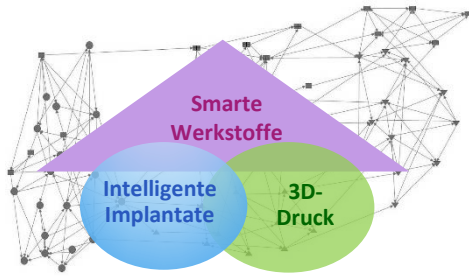 Smarte
Werkstoffe
Intelligente
Implantate
3D-
Druck